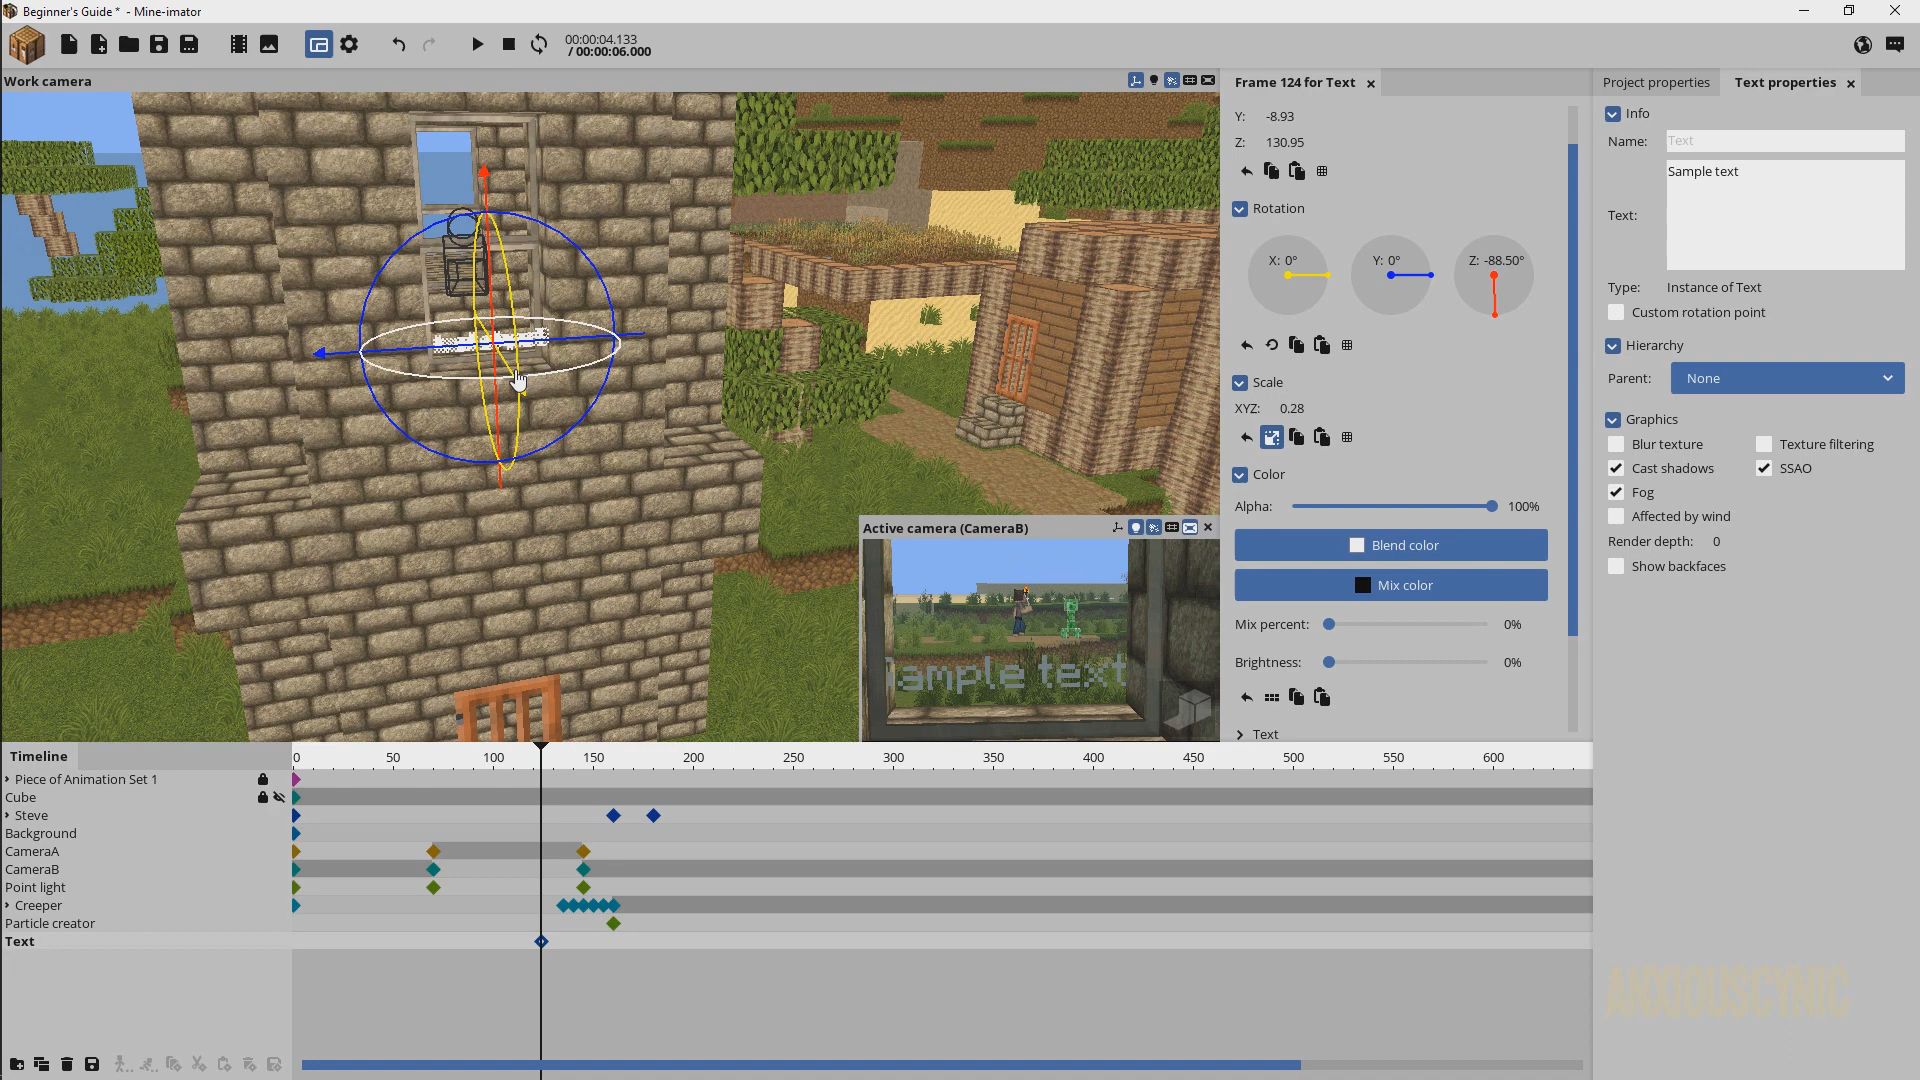 Beginner's Guide * - Mine-imator
00:00:04.133
/ 00:00:06.000
Work camera
Frame 124 for Text
Y: -8.93
Z: 130.95
Rotation
X: 0° Y: 0° Z: -88.50°
Scale
XYZ: 0.28
Color
Alpha: 100%
Blend color
Mix color
Mix percent: 0%
Brightness: 0%
Text
Project properties Text properties
Info
Name: Text
Text: Sample text
Type: Instance of Text
Custom rotation point
Hierarchy
Parent: None
Graphics
Blur texture Texture filtering
Cast shadows SSAO
Fog
Affected by wind
Render depth: 0
Show backfaces
Active camera (CameraB)
Sample text
Timeline
0 50 100 150 200 250 300 350 400 450 500 550 600
Piece of Animation Set 1
Cube
Steve
Background
CameraA
CameraB
Point light
Creeper
Particle creator
Text
ANXIOUSCYNIC